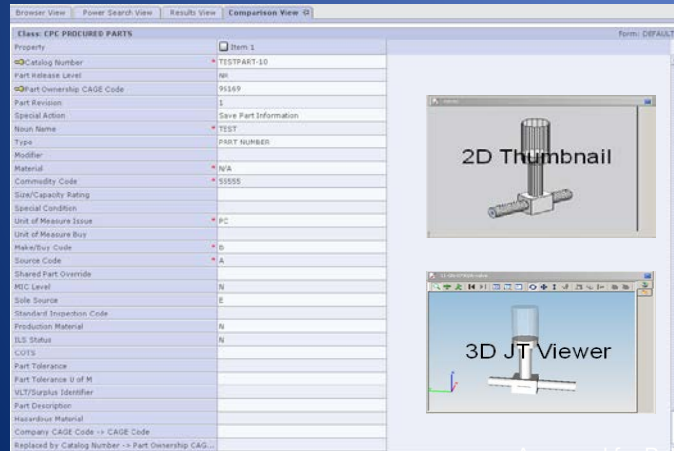 Browser View Power Search View Results View Comparison View
Class: CPC PROCURED PARTS Form: DEFAULT
Property Item 1
Catalog Number * TESTPART-10
Part Release Level NR
Part Ownership CAGE Code 95169
Part Revision 1
Special Action Save Part Information
Noun Name * TEST
Type PART NUMBER
Modifier
Material * N/A
Commodity Code * 55555
Size/Capacity Rating
Special Condition
Unit of Measure Issue * PC
Unit of Measure Buy
Make/Buy Code * B
Source Code * A
Shared Part Override
MIC Level N
Sole Source E
Standard Inspection Code
Production Material N
ILS Status N
COTS
Part Tolerance
Part Tolerance U of M
VLT/Surplus Identifier
Part Description
Hazardous Material
Company CAGE Code -> CAGE Code
Replaced by Catalog Number -> Part Ownership CAG...
2D Thumbnail
3D JT Viewer